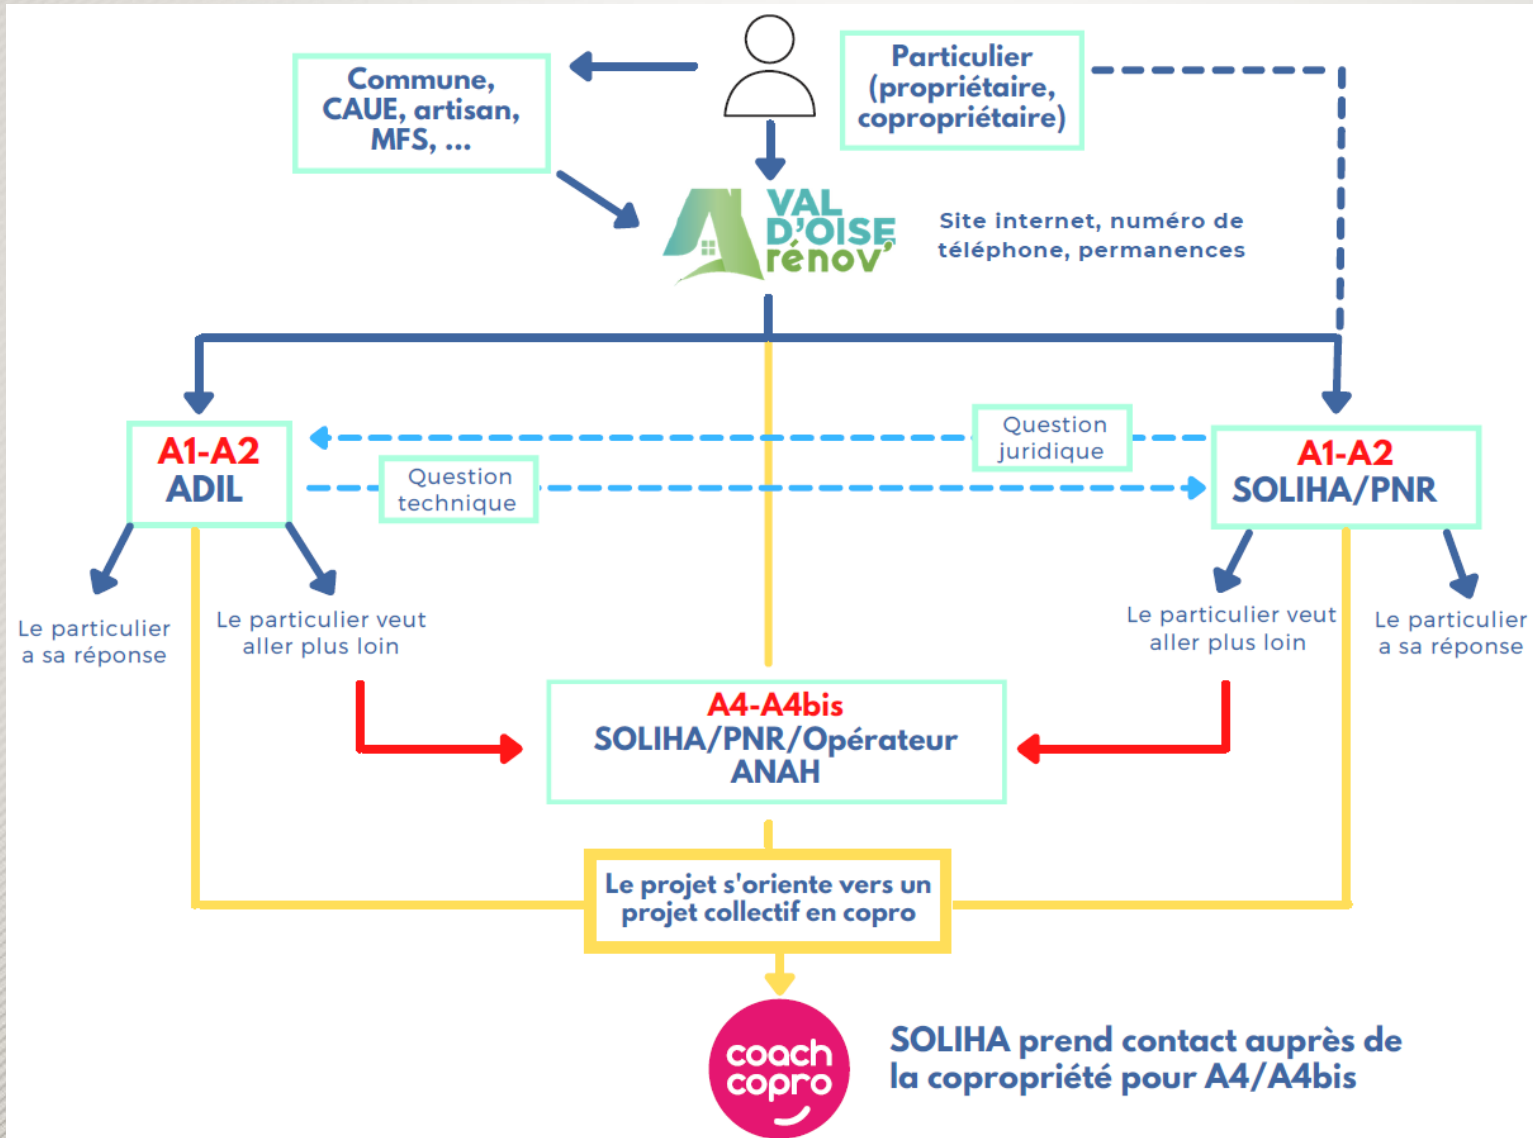 Commune,
CAUE, artisan,
MFS, ...
Particulier
(propriétaire,
copropriétaire)
VAL
D'OISE
rénov'
Site internet, numéro de
téléphone, permanences
A1-A2
ADIL
Question
juridique
Question
technique
A1-A2
SOLIHA/PNR
Le particulier
a sa réponse
Le particulier veut
aller plus loin
Le particulier veut
aller plus loin
Le particulier
a sa réponse
A4-A4bis
SOLIHA/PNR/Opérateur
ANAH
Le projet s'oriente vers un
projet collectif en copro
coach
copro
SOLIHA prend contact auprès de
la copropriété pour A4/A4bis